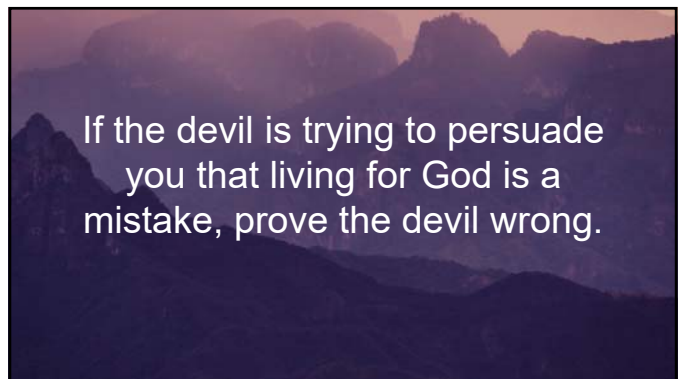 If the devil is trying to persuade
you that living for God is a
mistake, prove the devil wrong.